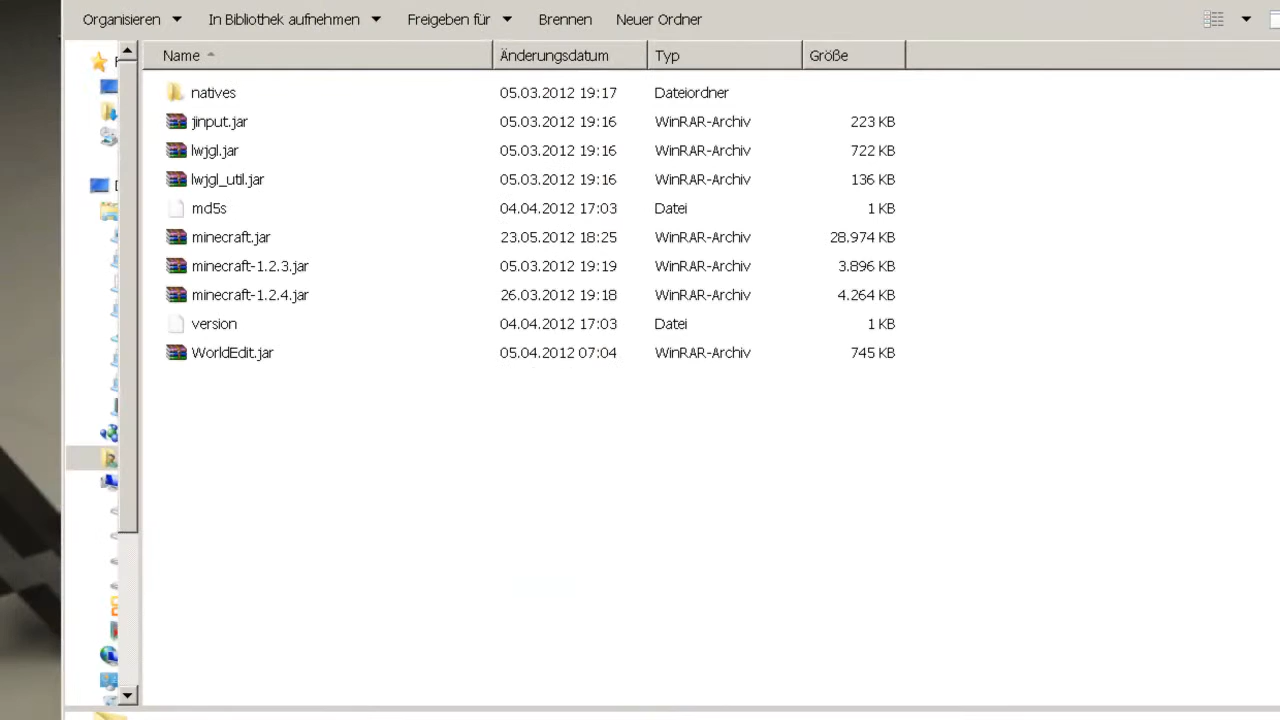 Organisieren In Bibliothek aufnehmen Freigeben für Brennen Neuer Ordner
Name Änderungsdatum Typ Größe
natives 05.03.2012 19:17 Dateiordner
jinput.jar 05.03.2012 19:16 WinRAR-Archiv 223 KB
lwjgl.jar 05.03.2012 19:16 WinRAR-Archiv 722 KB
lwjgl_util.jar 05.03.2012 19:16 WinRAR-Archiv 136 KB
md5s 04.04.2012 17:03 Datei 1 KB
minecraft.jar 23.05.2012 18:25 WinRAR-Archiv 28.974 KB
minecraft-1.2.3.jar 05.03.2012 19:19 WinRAR-Archiv 3.896 KB
minecraft-1.2.4.jar 26.03.2012 19:18 WinRAR-Archiv 4.264 KB
version 04.04.2012 17:03 Datei 1 KB
WorldEdit.jar 05.04.2012 07:04 WinRAR-Archiv 745 KB